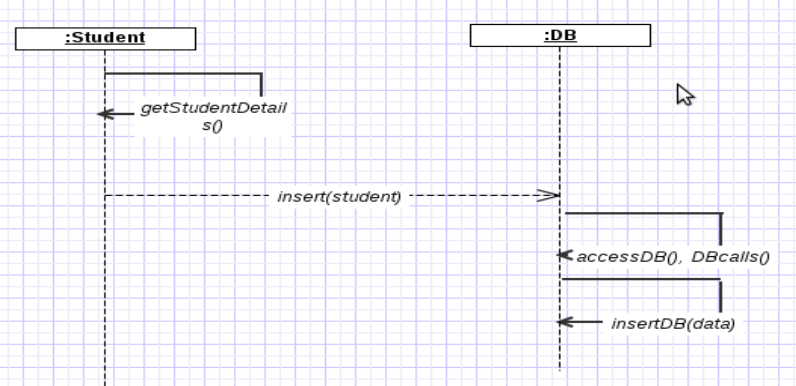 :Student
:DB
getStudentDetail
s()
insert(student)
accessDB(), DBcalls()
insertDB(data)